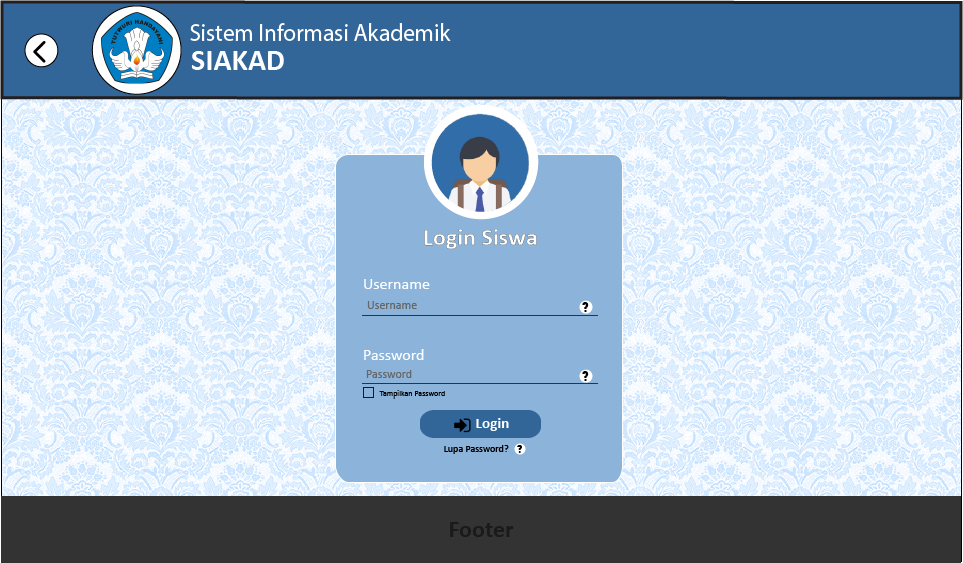 TUT WURI HANDAYANI
Sistem Informasi Akademik
SIAKAD
Login Siswa
Username
Username
?
Password
Password
?
Tampilkan Password
Login
Lupa Password? ?
Footer